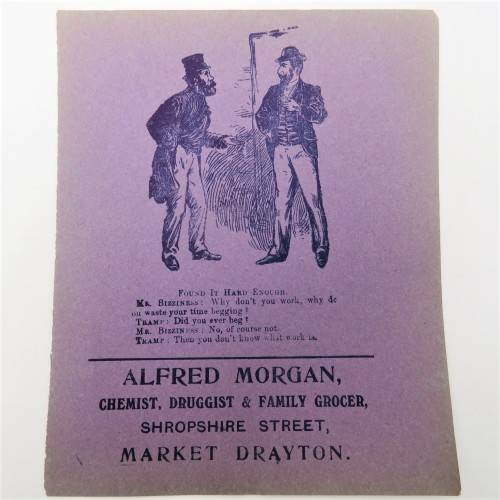 FOUND IT HARD ENOUGH.
MR. BIZZINESS: Why don't you work, why do
ou waste your time begging!
TRAMP: Did you ever beg!
MR. BIZZINESS: No, of course not.
TRAMP: Then you don't know what work is.
ALFRED MORGAN,
CHEMIST, DRUGGIST & FAMILY GROCER,
SHROPSHIRE STREET,
MARKET DRAYTON.